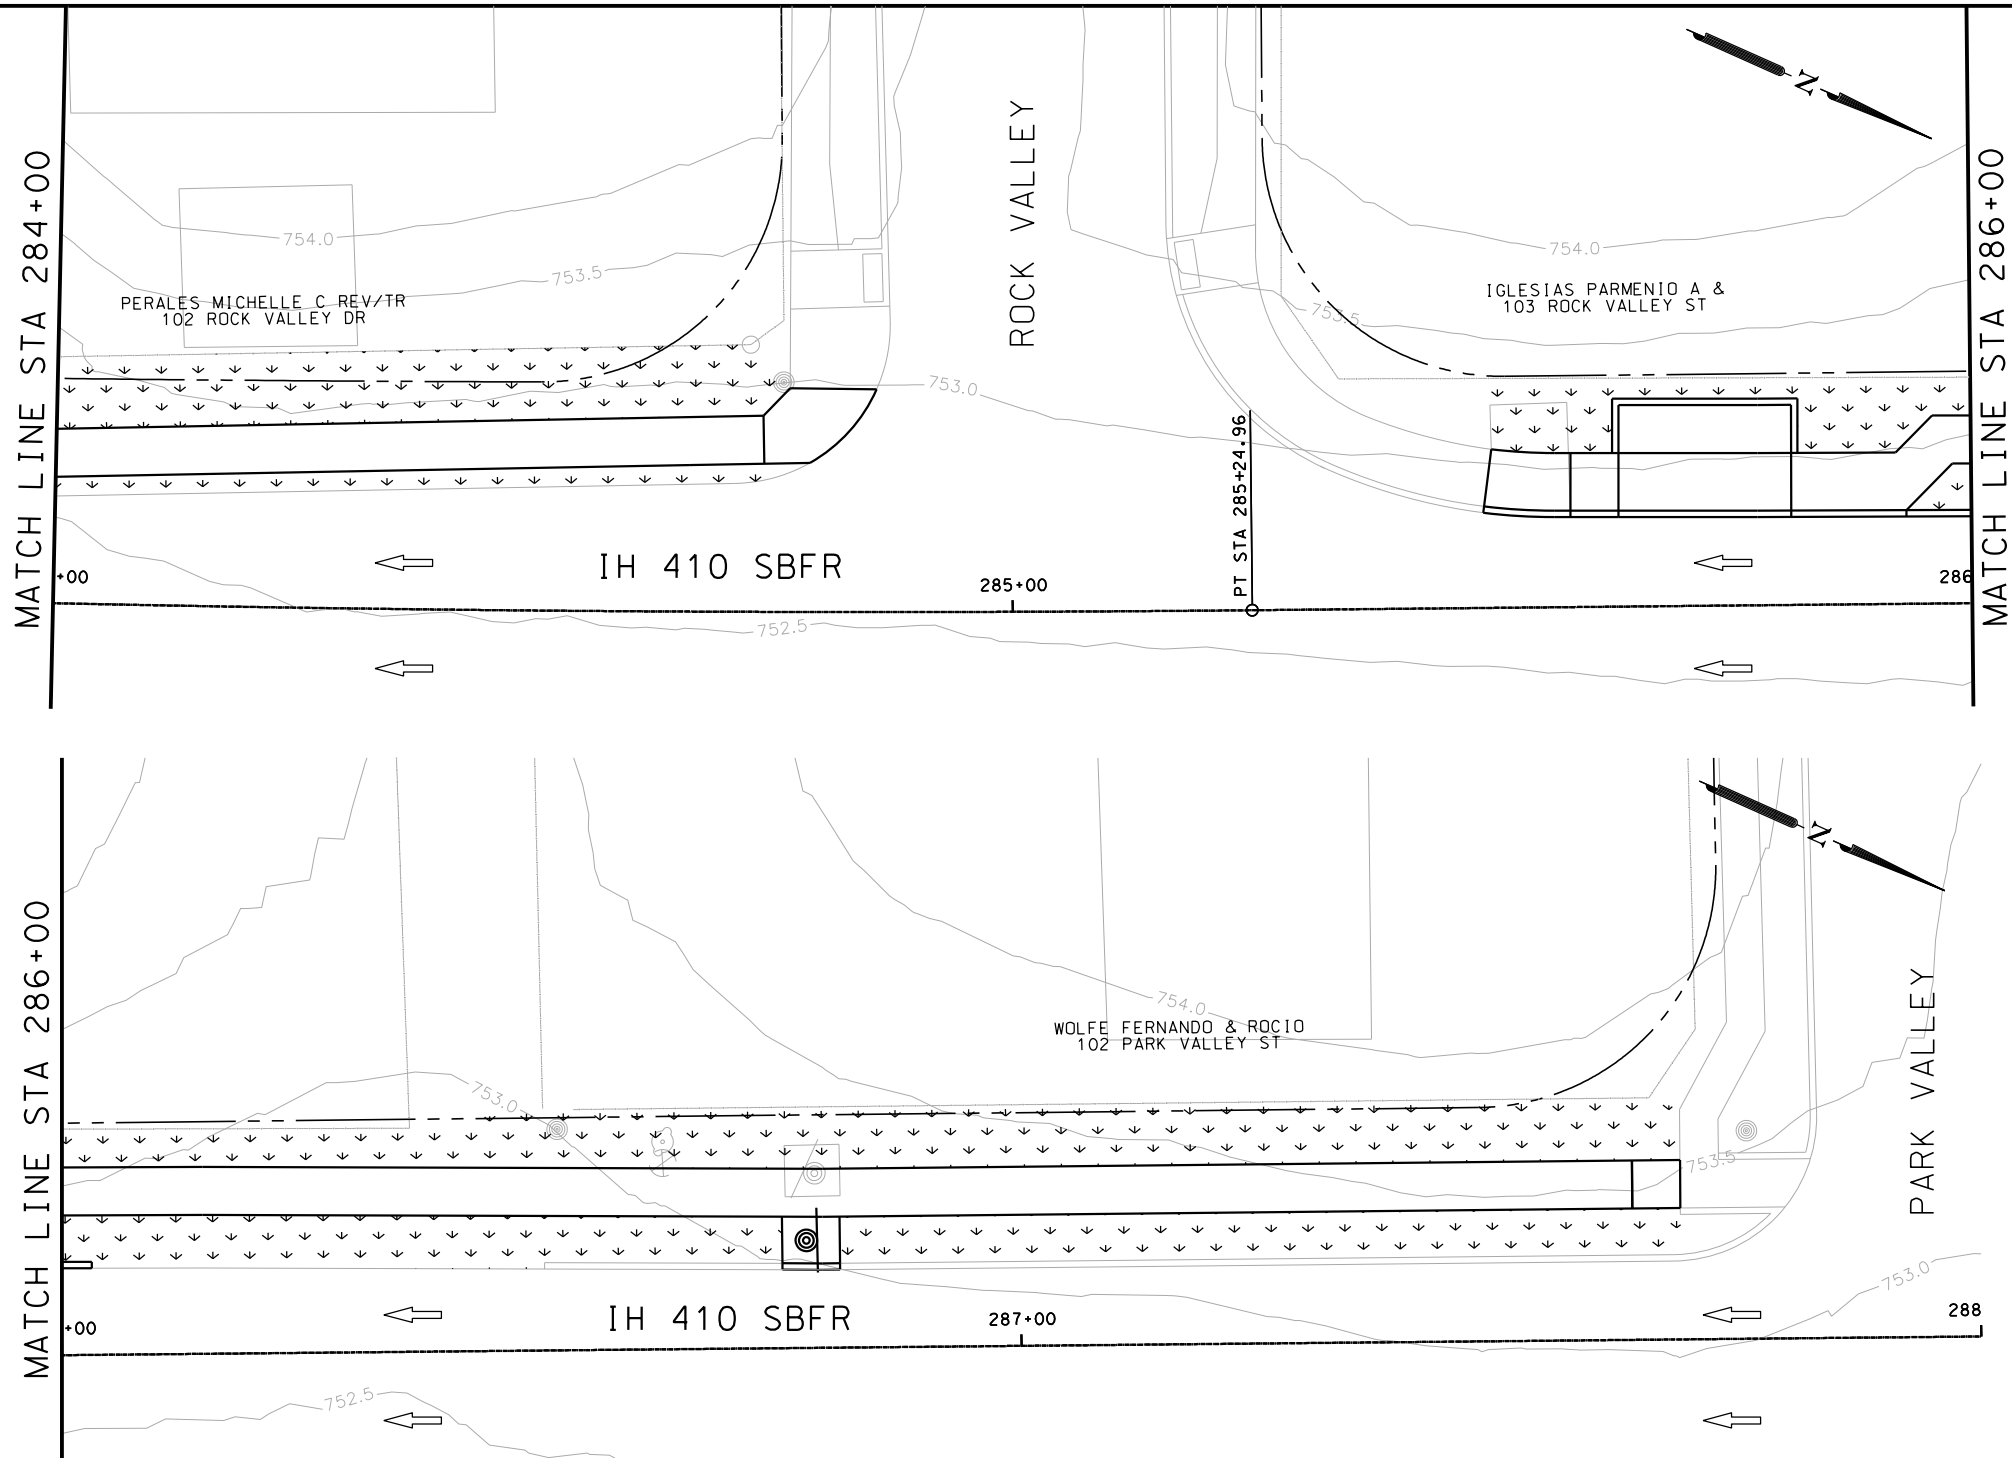 MATCH LINE STA 284+00
ROCK VALLEY
N
MATCH LINE STA 286+00
754.0
753.5
PERALES MICHELLE C REV/TR
102 ROCK VALLEY DR
754.0
IGLESIAS PARMENIO A &
103 ROCK VALLEY ST
753.5
753.0
PT STA 285+24.96
+00
IH 410 SBFR
285+00
286
752.5
MATCH LINE STA 286+00
N
754.0
WOLFE FERNANDO & ROCIO
102 PARK VALLEY ST
PARK VALLEY
753.0
753.5
753.0
+00
IH 410 SBFR
287+00
288
752.5